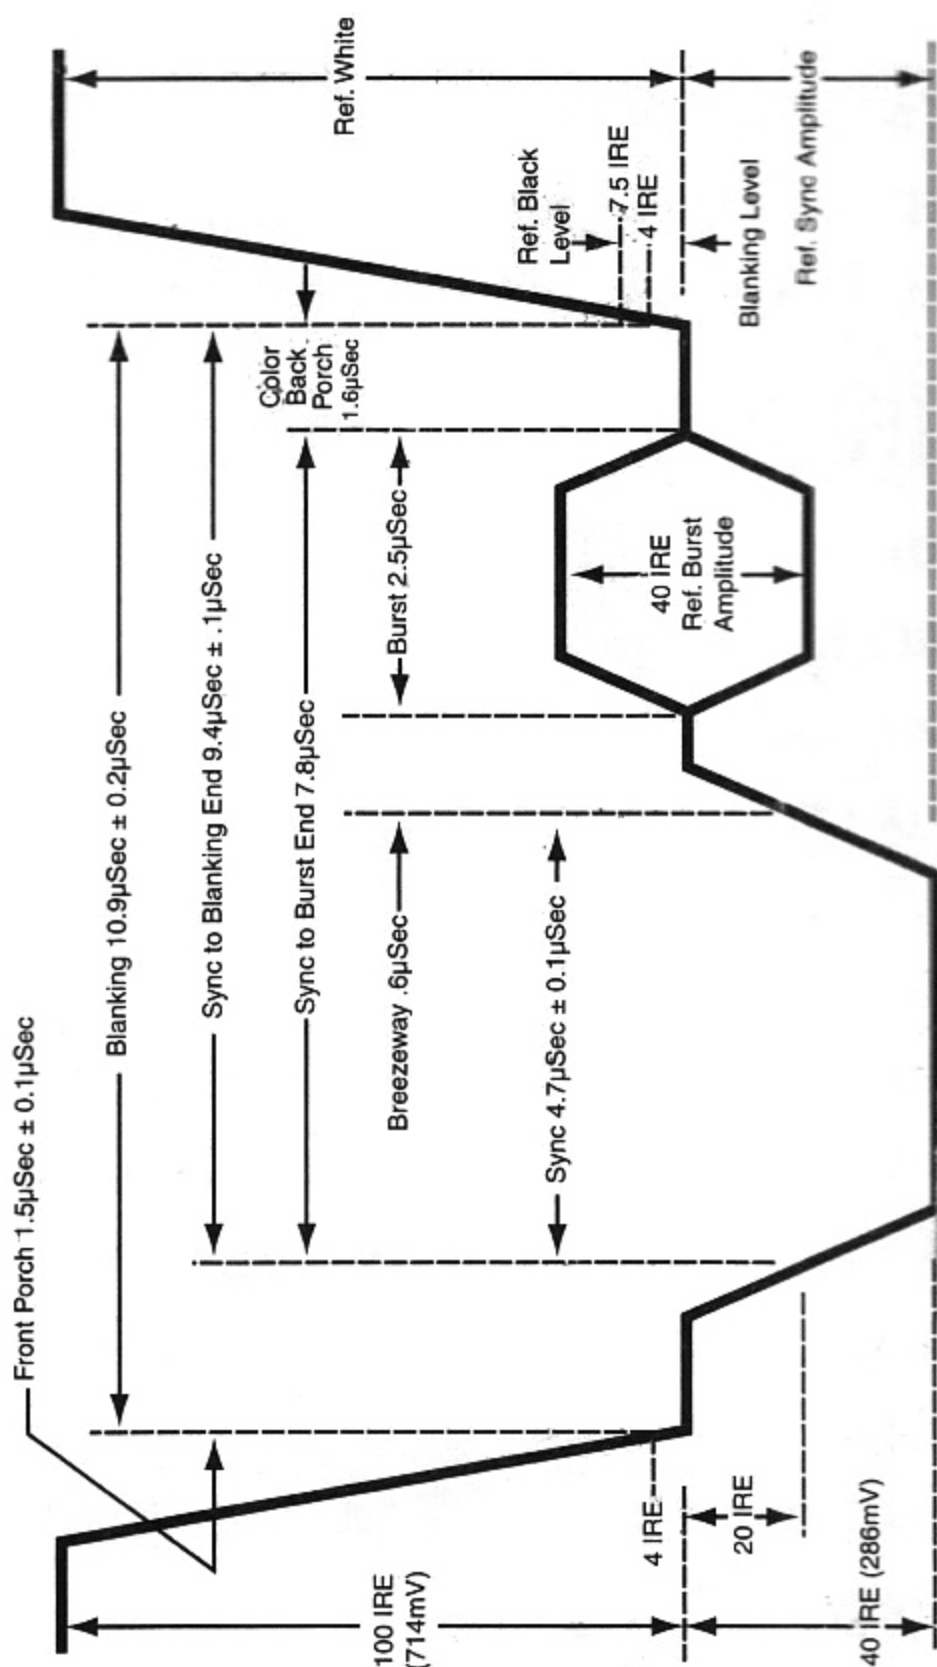 Front Porch 1.5µSec ± 0.1µSec
Blanking 10.9µSec ± 0.2µSec
Sync to Blanking End 9.4µSec ± .1µSec
Sync to Burst End 7.8µSec
Color
Back
Porch
1.6µSec
Breezeway .6µSec
Burst 2.5µSec
Sync 4.7µSec ± 0.1µSec
100 IRE
(714mV)
Ref. White
40 IRE
Ref. Burst
Amplitude
Ref. Black
Level
7.5 IRE
4 IRE
4 IRE
20 IRE
Blanking Level
Ref. Sync Amplitude
40 IRE (286mV)